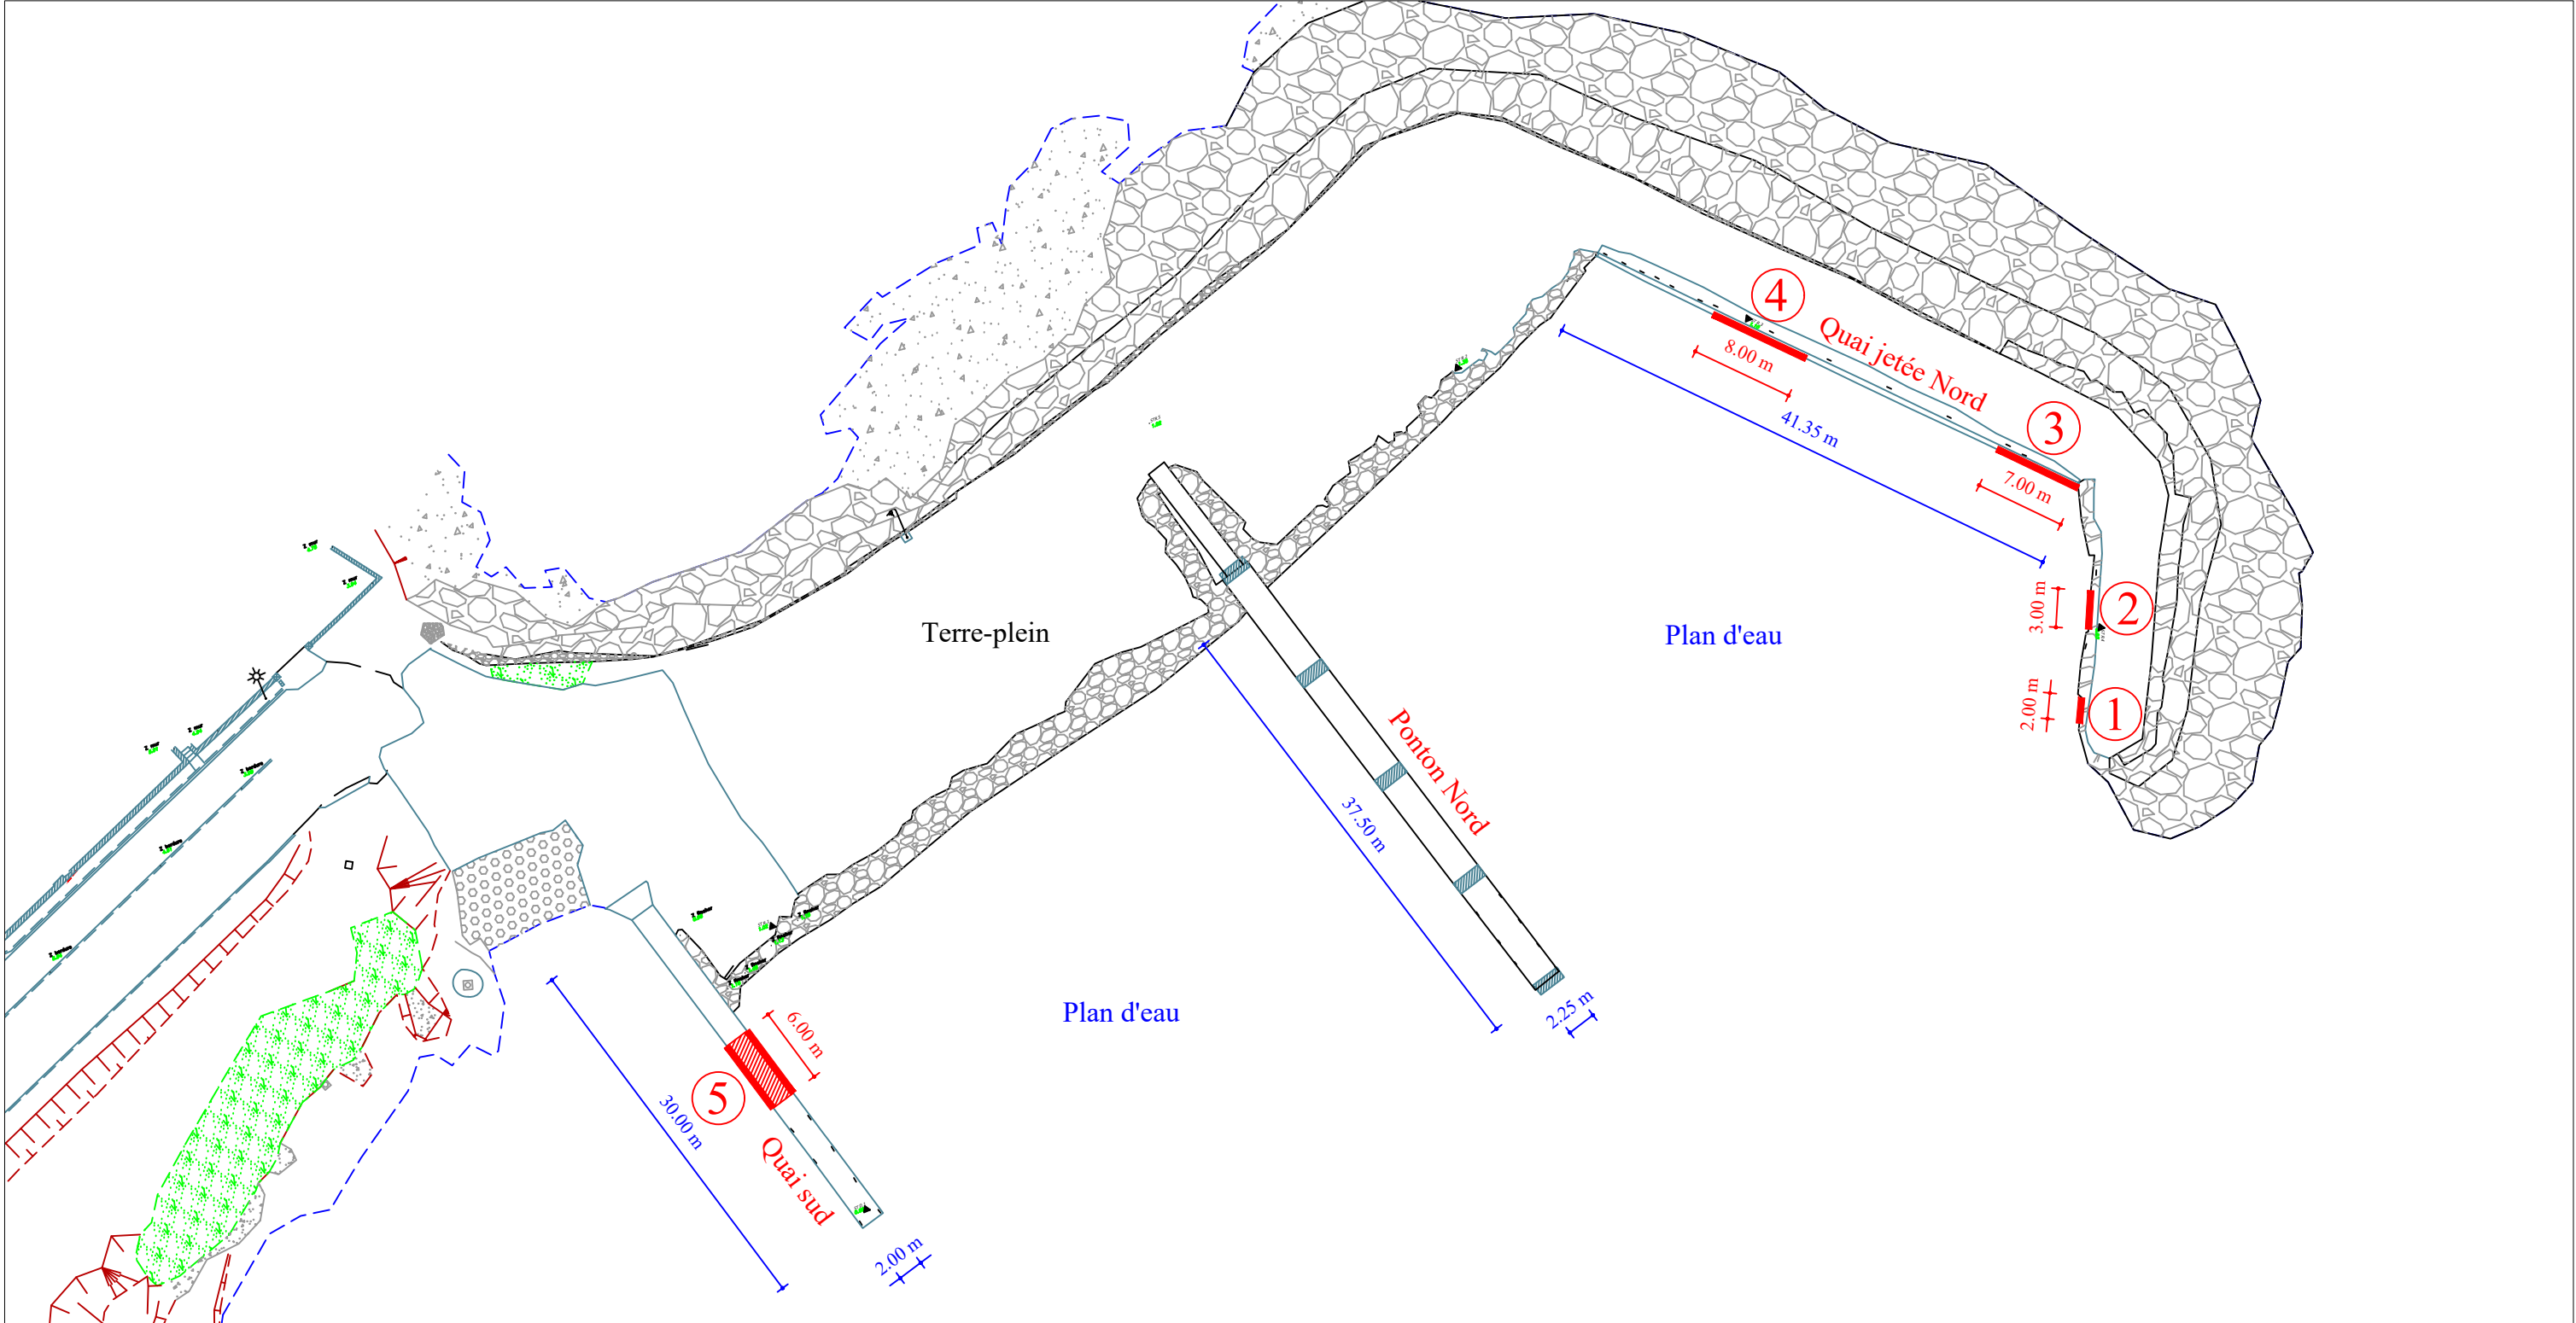 4
Quai jetée Nord
8.00 m
41.35 m
3
7.00 m
3.00 m
2
2.00 m
1
Terre-plein
Plan d'eau
Ponton Nord
37.50 m
2.25 m
Plan d'eau
6.00 m
5
30.00 m
Quai sud
2.00 m